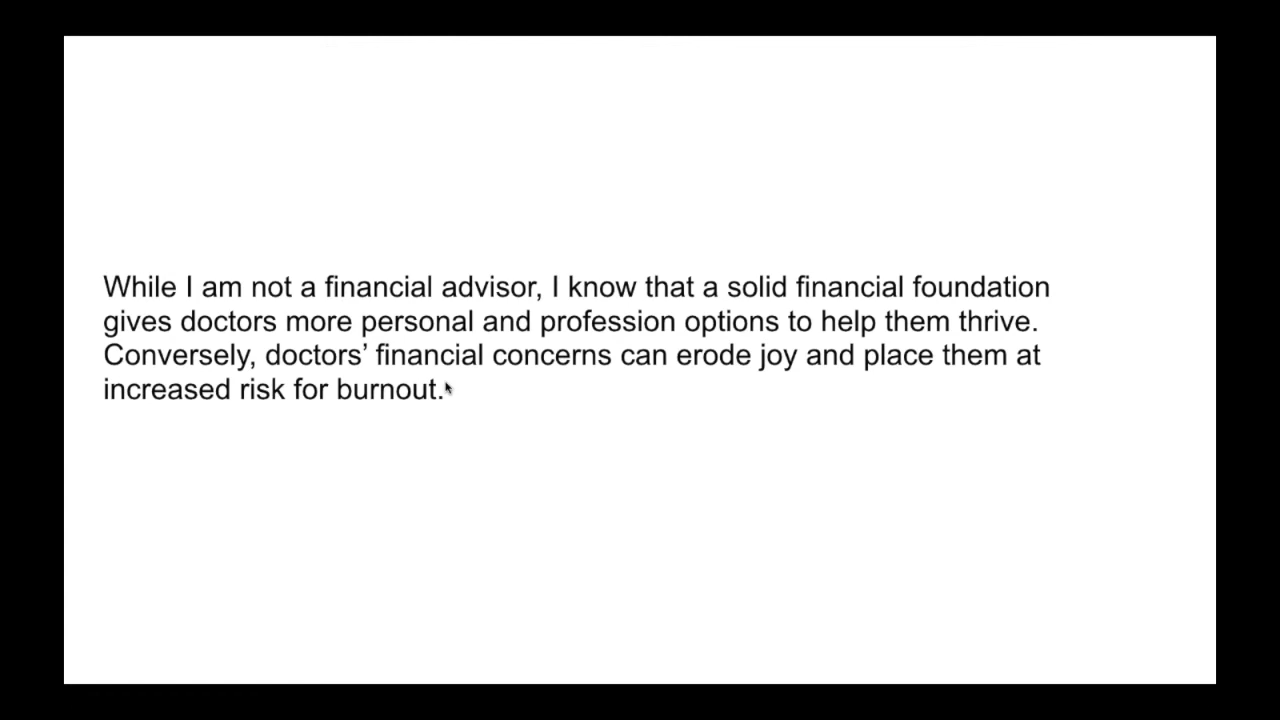 While I am not a financial advisor, I know that a solid financial foundation
gives doctors more personal and profession options to help them thrive.
Conversely, doctors’ financial concerns can erode joy and place them at
increased risk for burnout.